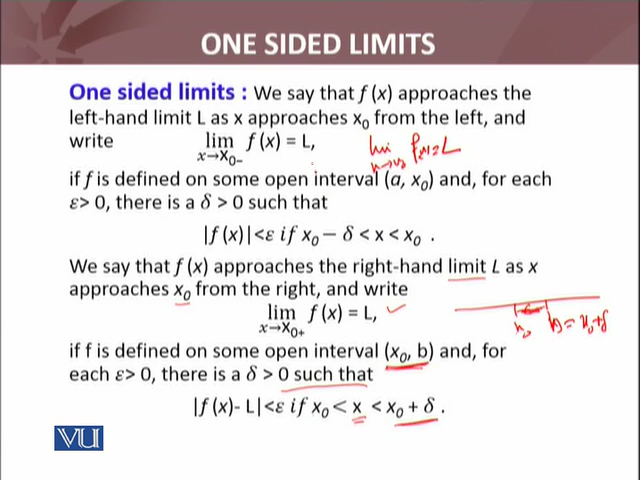 ONE SIDED LIMITS
One sided limits : We say that f (x) approaches the
left-hand limit L as x approaches x₀ from the left, and
write lim f (x) = L, lim f(x)=L
x→x₀₋ x→x₀
if f is defined on some open interval (a, x₀) and, for each
ε> 0, there is a δ > 0 such that
|f (x)|<ε if x₀ − δ < x < x₀ .
We say that f (x) approaches the right-hand limit L as x
approaches x₀ from the right, and write
lim f (x) = L,
x→x₀₊ x₀ b = x₀+δ
if f is defined on some open interval (x₀, b) and, for
each ε> 0, there is a δ > 0 such that
|f (x)- L|<ε if x₀ < x < x₀ + δ .
VU